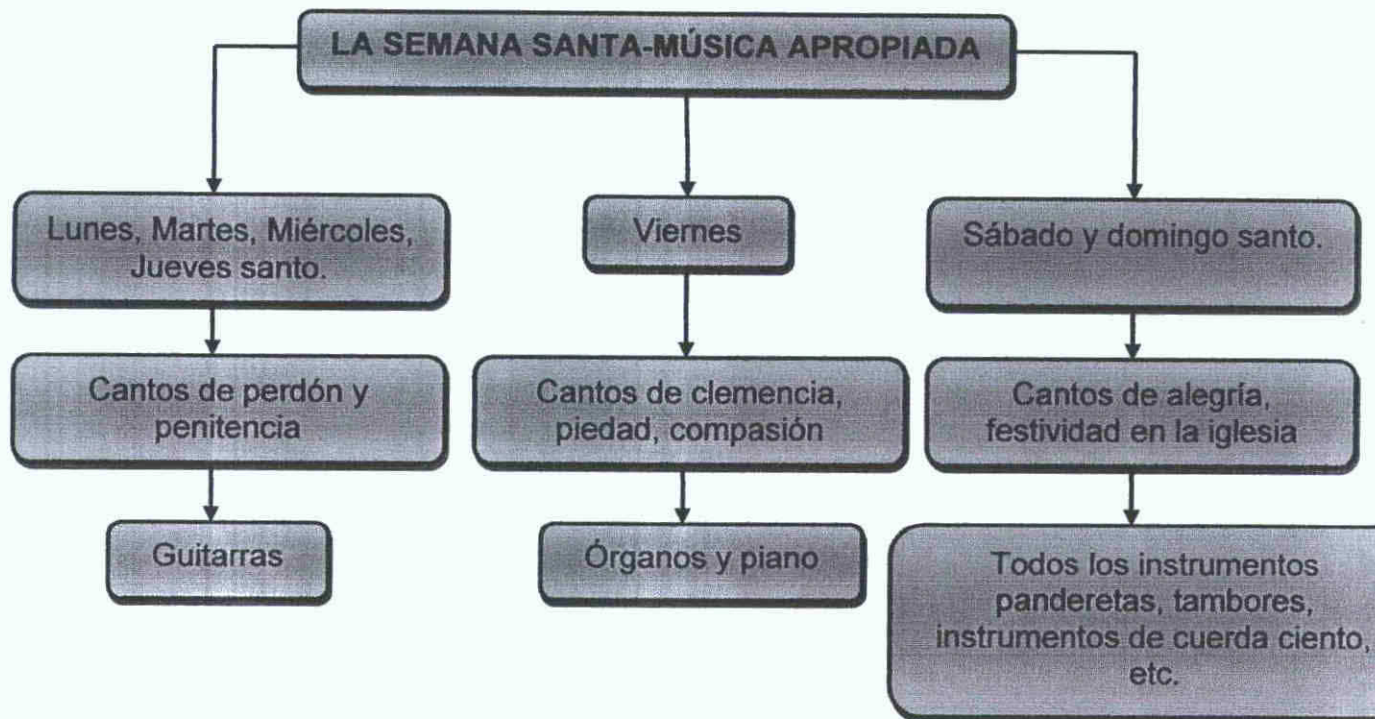 LA SEMANA SANTA-MÚSICA APROPIADA
Lunes, Martes, Miércoles,
Jueves santo.
Viernes
Sábado y domingo santo.
Cantos de perdón y
penitencia
Cantos de clemencia,
piedad, compasión
Cantos de alegría,
festividad en la iglesia
Guitarras
Órganos y piano
Todos los instrumentos
panderetas, tambores,
instrumentos de cuerda ciento,
etc.